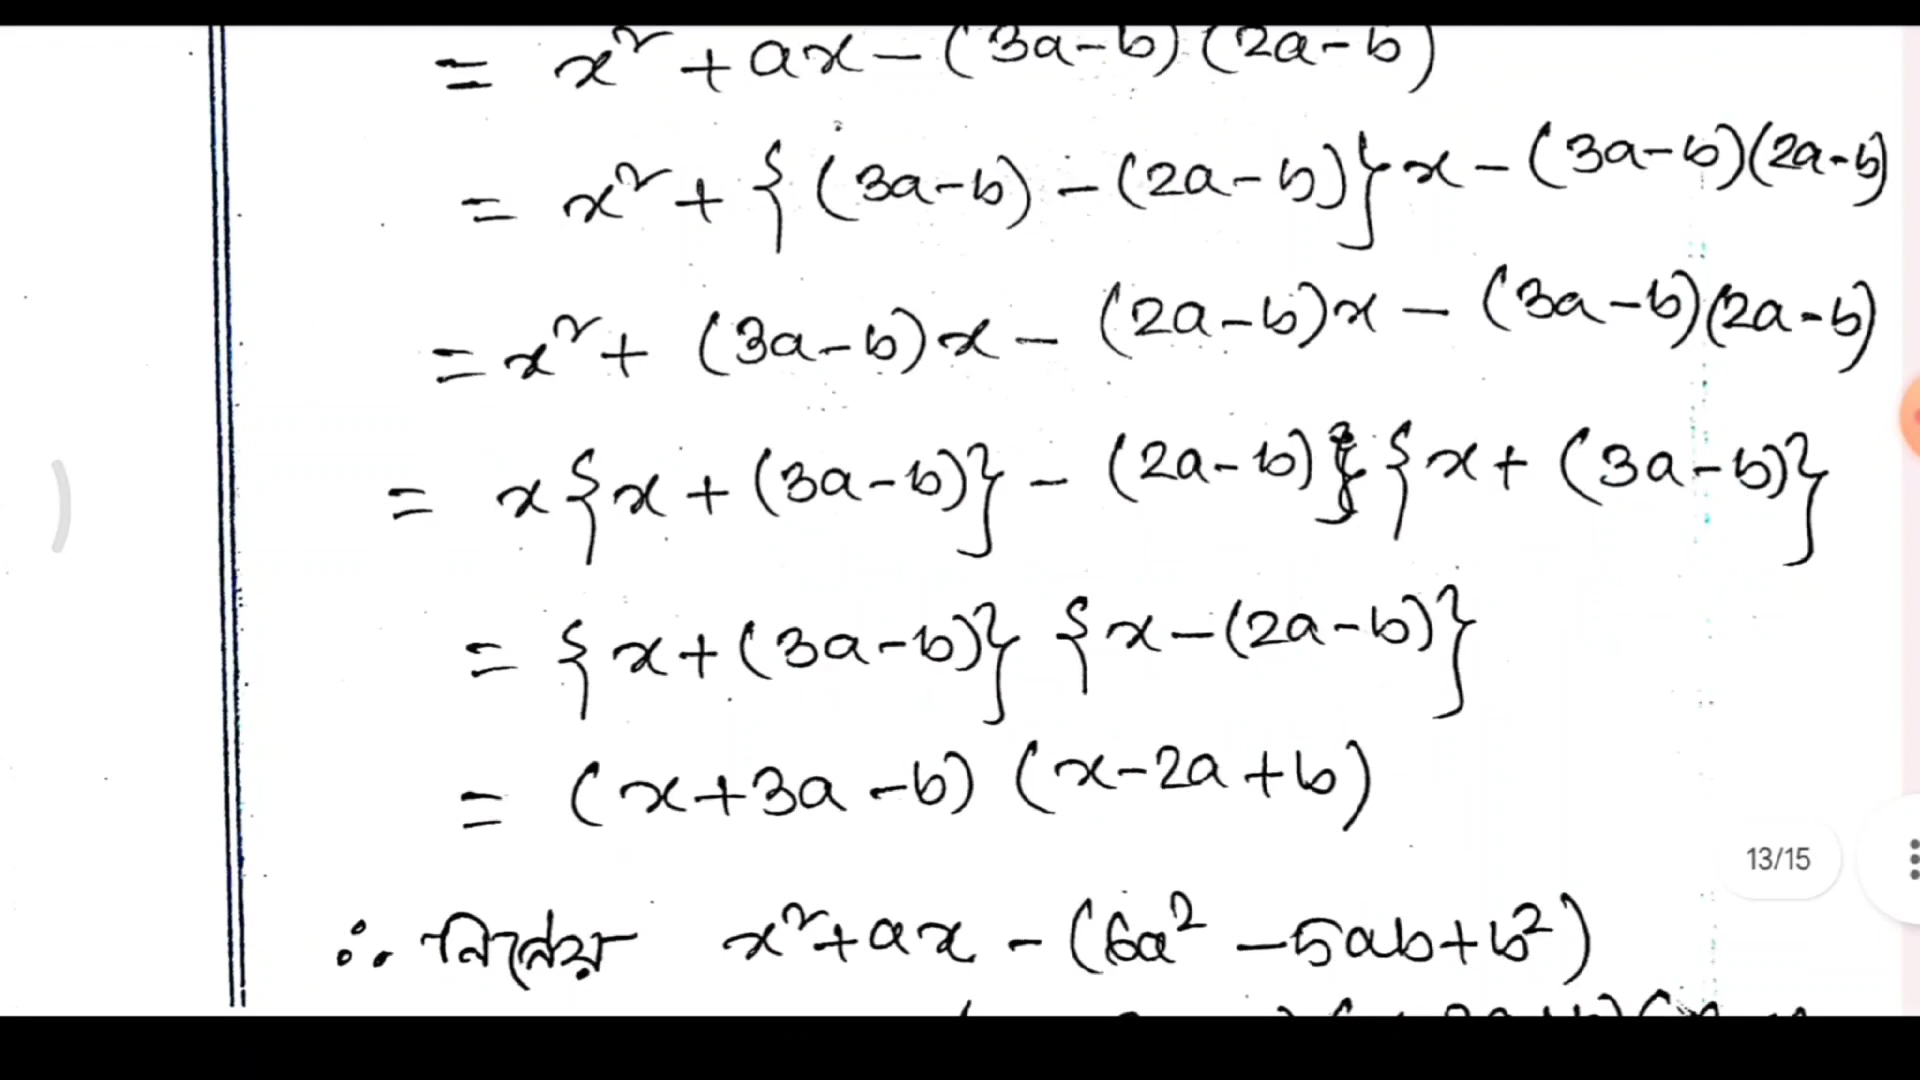 = x² + ax - (3a-b) (2a-b)
= x² + { (3a-b) - (2a-b)} x - (3a-b)(2a-b)
= x² + (3a-b)x - (2a-b)x - (3a-b)(2a-b)
= x {x + (3a-b)} - (2a-b) {x + (3a-b)}
= {x+(3a-b)} {x-(2a-b)}
= (x+3a-b) (x-2a+b)
13/15
∴ নির্নেয় x²+ax - (6a² -5ab+b²)